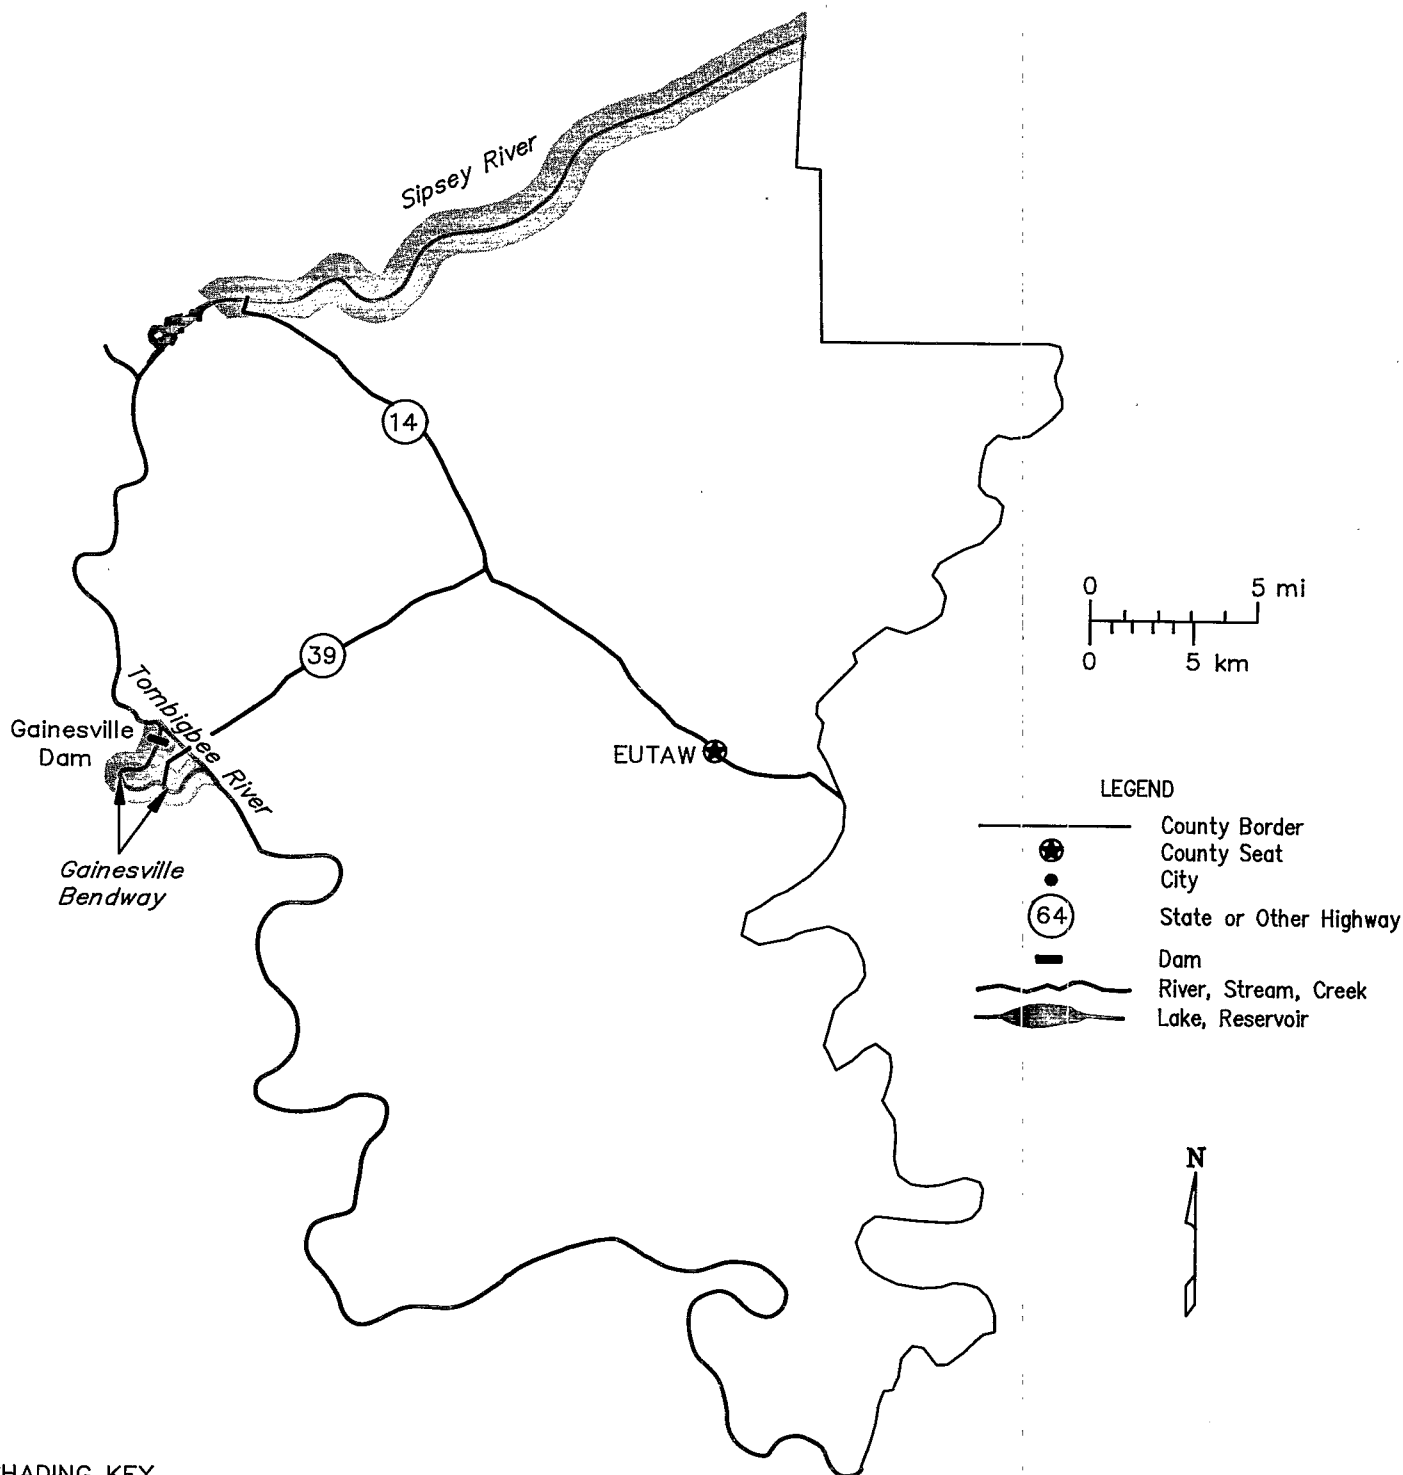 Sipsey River
14
39
0 5 mi
0 5 km
Tombigbee River
Gainesville
Dam
EUTAW
Gainesville
Bendway
LEGEND
County Border
County Seat
City
64 State or Other Highway
Dam
River, Stream, Creek
Lake, Reservoir
N
HADING KEY